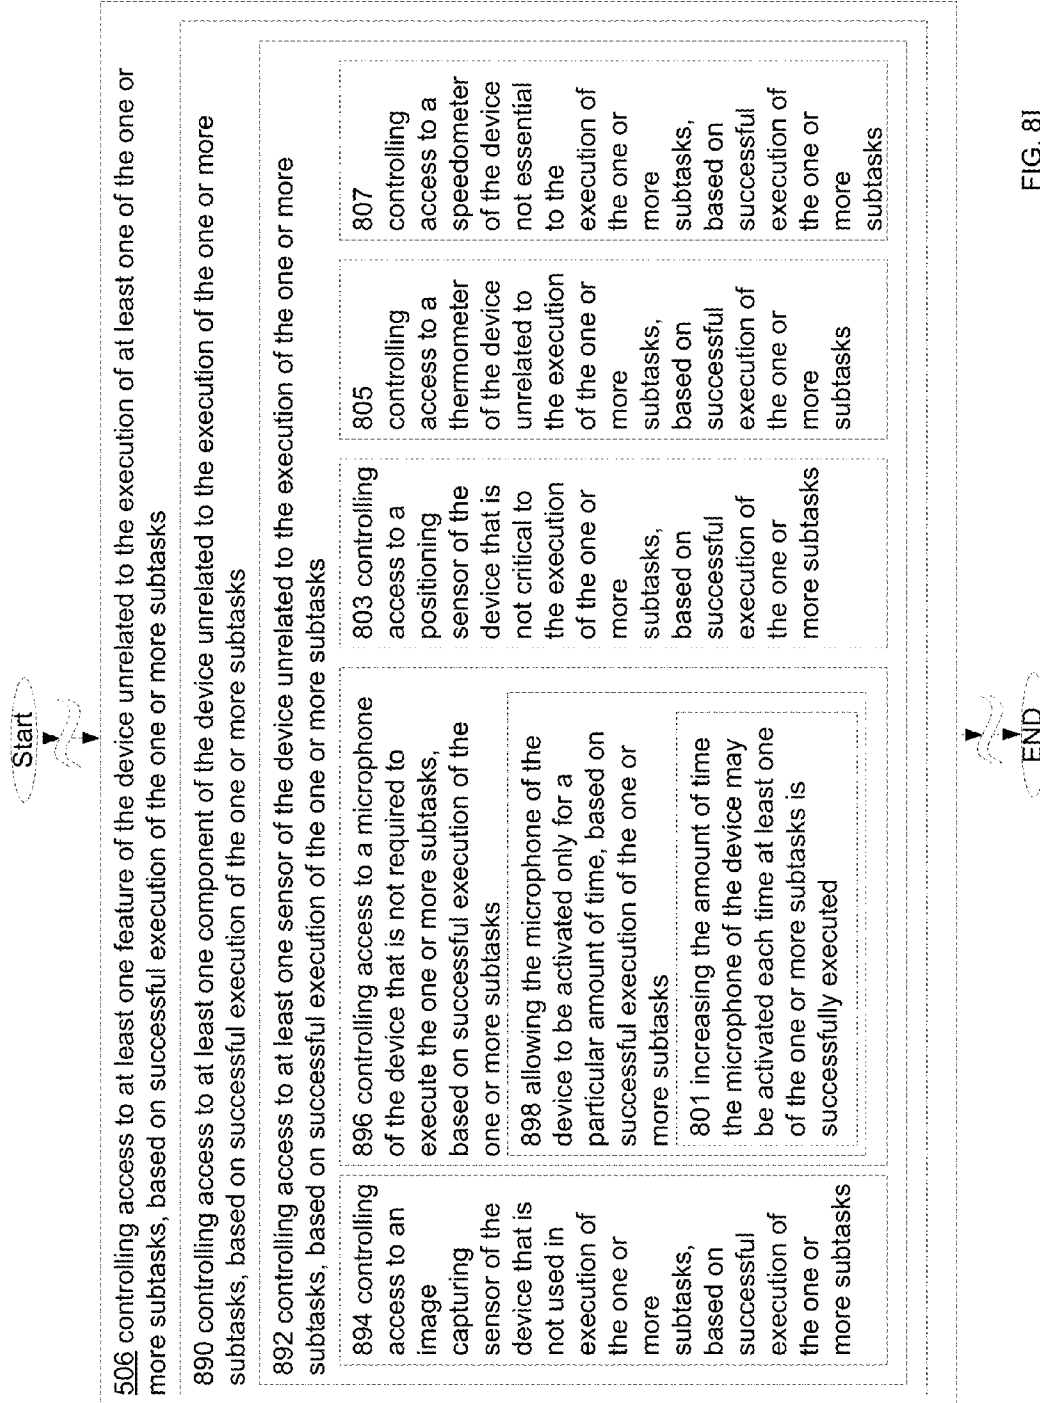 Start
506 controlling access to at least one feature of the device unrelated to the execution of at least one of the one or
more subtasks, based on successful execution of the one or more subtasks
890 controlling access to at least one component of the device unrelated to the execution of the one or more
subtasks, based on successful execution of the one or more subtasks
892 controlling access to at least one sensor of the device unrelated to the execution of the one or more
subtasks, based on successful execution of the one or more subtasks
894 controlling
access to an
image
capturing
sensor of the
device that is
not used in
execution of
the one or
more
subtasks,
based on
successful
execution of
the one or
more subtasks
896 controlling access to a microphone
of the device that is not required to
execute the one or more subtasks,
based on successful execution of the
one or more subtasks
898 allowing the microphone of the
device to be activated only for a
particular amount of time, based on
successful execution of the one or
more subtasks
801 increasing the amount of time
the microphone of the device may
be activated each time at least one
of the one or more subtasks is
successfully executed
803 controlling
access to a
positioning
sensor of the
device that is
not critical to
the execution
of the one or
more
subtasks,
based on
successful
execution of
the one or
more subtasks
805
controlling
access to a
thermometer
of the device
unrelated to
the execution
of the one or
more
subtasks,
based on
successful
execution of
the one or
more
subtasks
807
controlling
access to a
speedometer
of the device
not essential
to the
execution of
the one or
more
subtasks,
based on
successful
execution of
the one or
more
subtasks
END
FIG. 8I